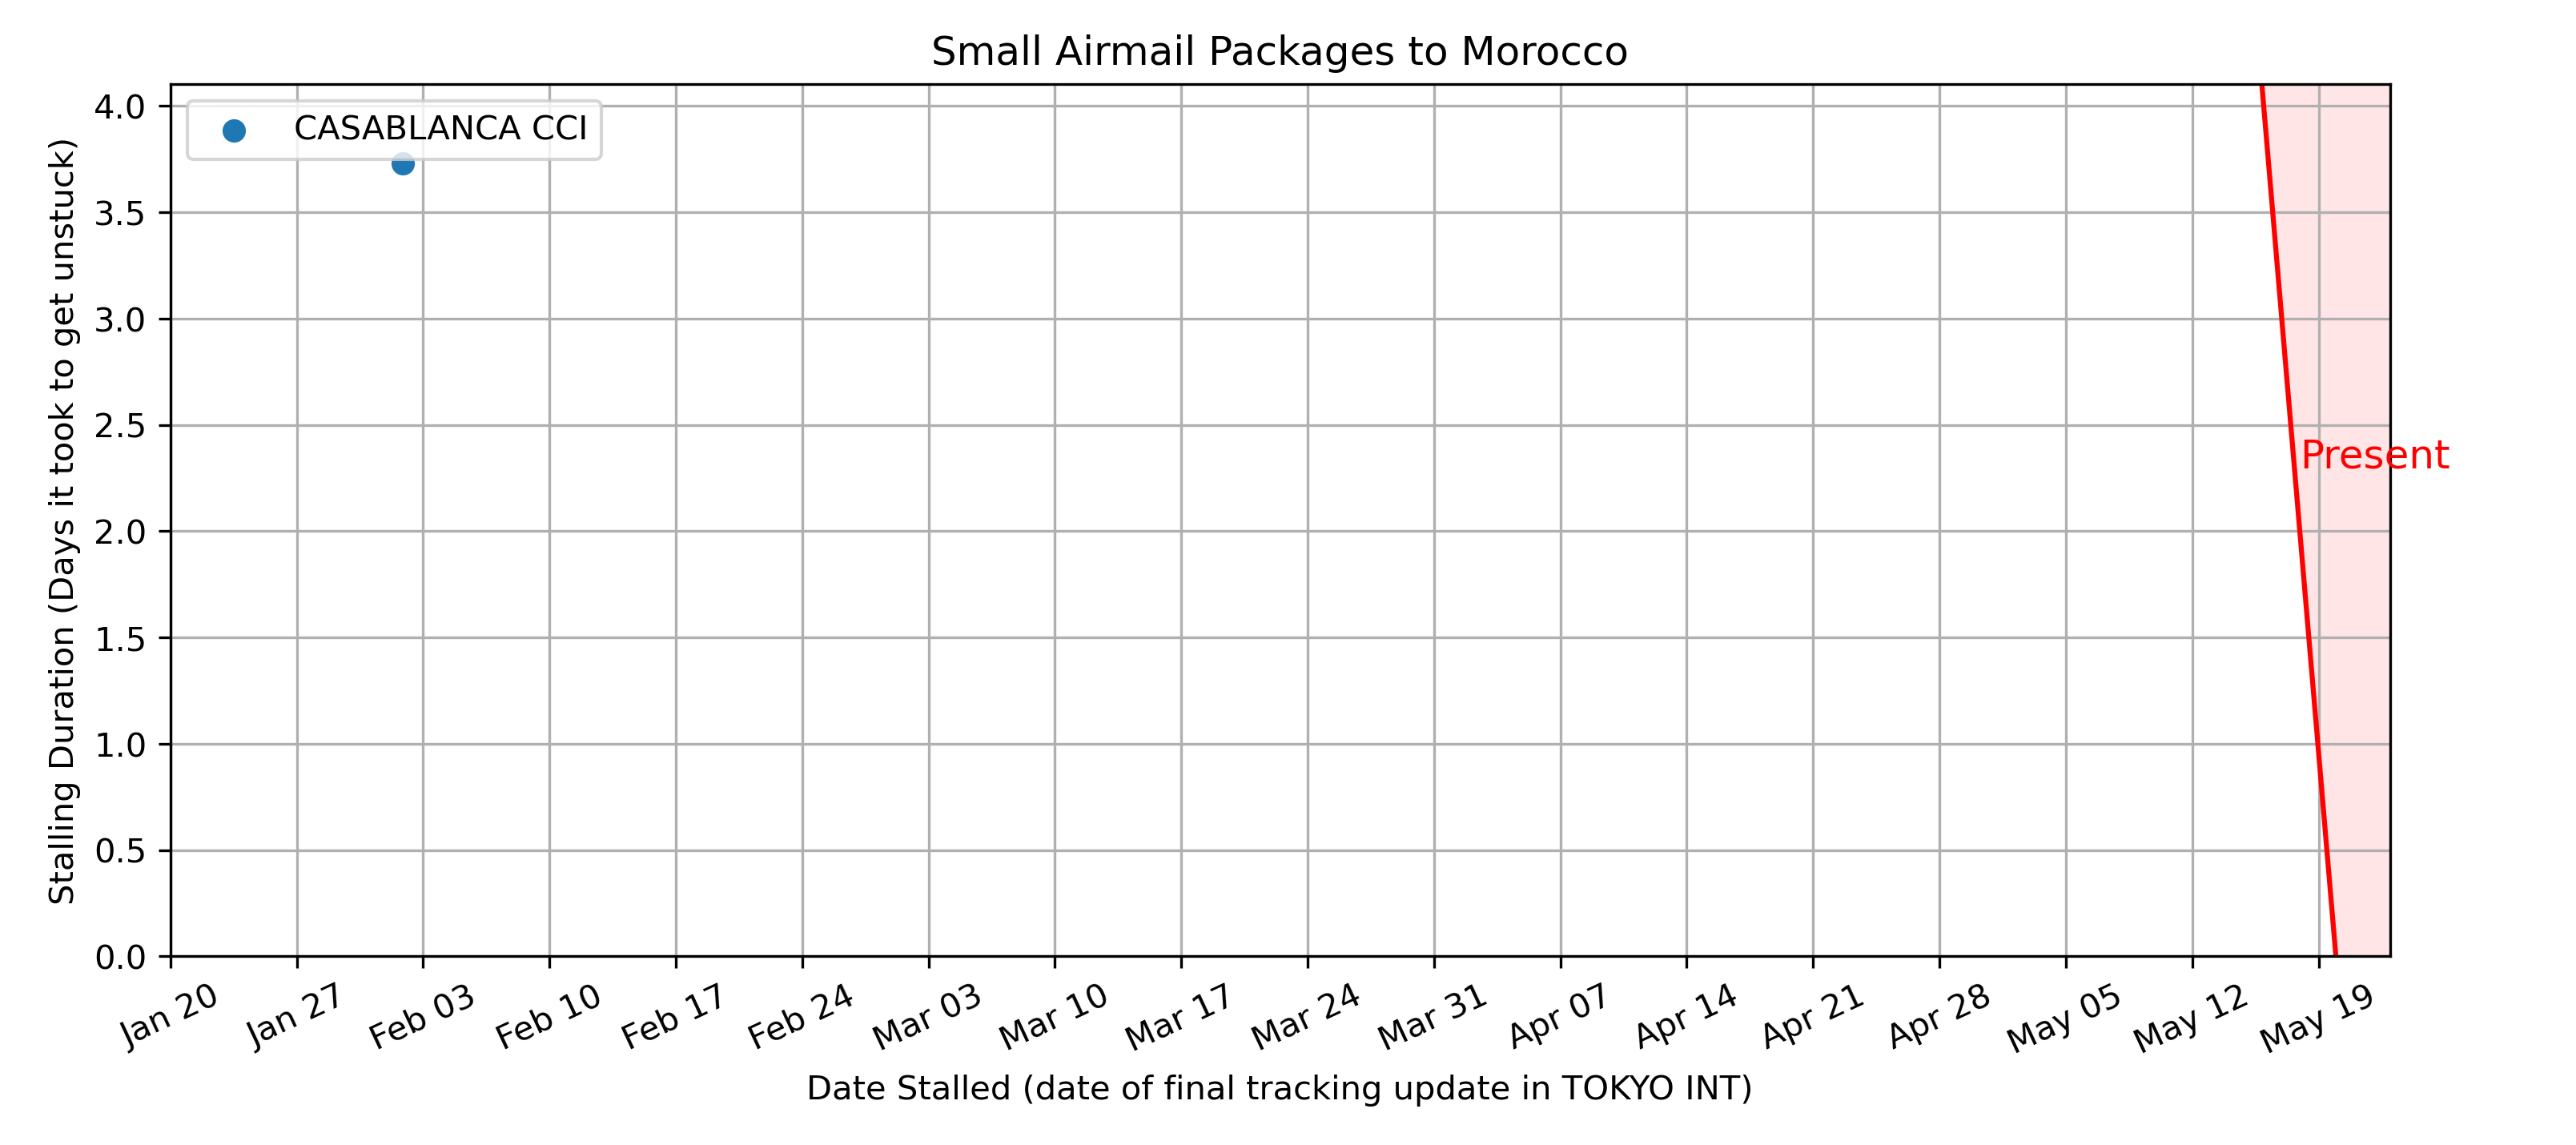 Small Airmail Packages to Morocco
CASABLANCA CCI
Stalling Duration (Days it took to get unstuck)
4.0
3.5
3.0
2.5
2.0
1.5
1.0
0.5
0.0
Present
Jan 20
Jan 27
Feb 03
Feb 10
Feb 17
Feb 24
Mar 03
Mar 10
Mar 17
Mar 24
Mar 31
Apr 07
Apr 14
Apr 21
Apr 28
May 05
May 12
May 19
Date Stalled (date of final tracking update in TOKYO INT)